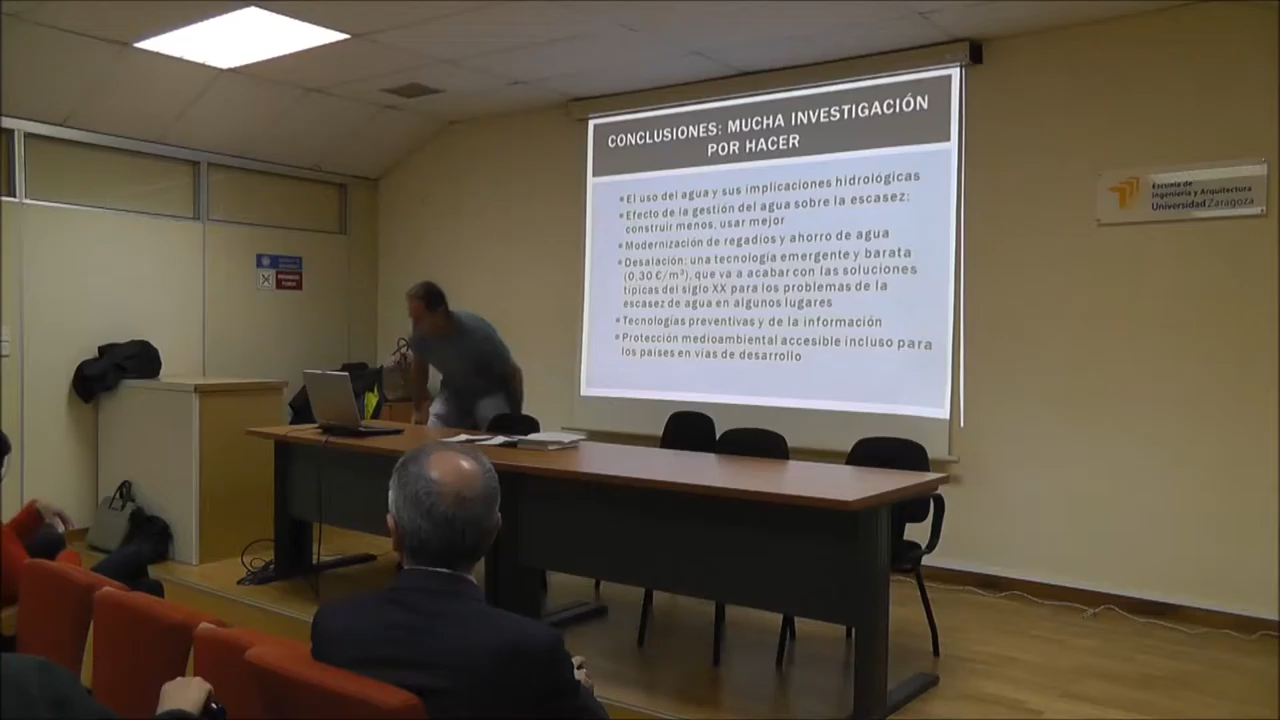 CONCLUSIONES: MUCHA INVESTIGACIÓN
POR HACER
El uso del agua y sus implicaciones hidrológicas
Efecto de la gestión del agua sobre la escasez:
construir menos, usar mejor
Modernización de regadíos y ahorro de agua
Desalación: una tecnología emergente y barata
(0,30 €/m³), que va a acabar con las soluciones
típicas del siglo XX para los problemas de la
escasez de agua en algunos lugares
Tecnologías preventivas y de la información
Protección medioambiental accesible incluso para
los países en vías de desarrollo
Escuela de
Ingeniería y Arquitectura
Universidad Zaragoza